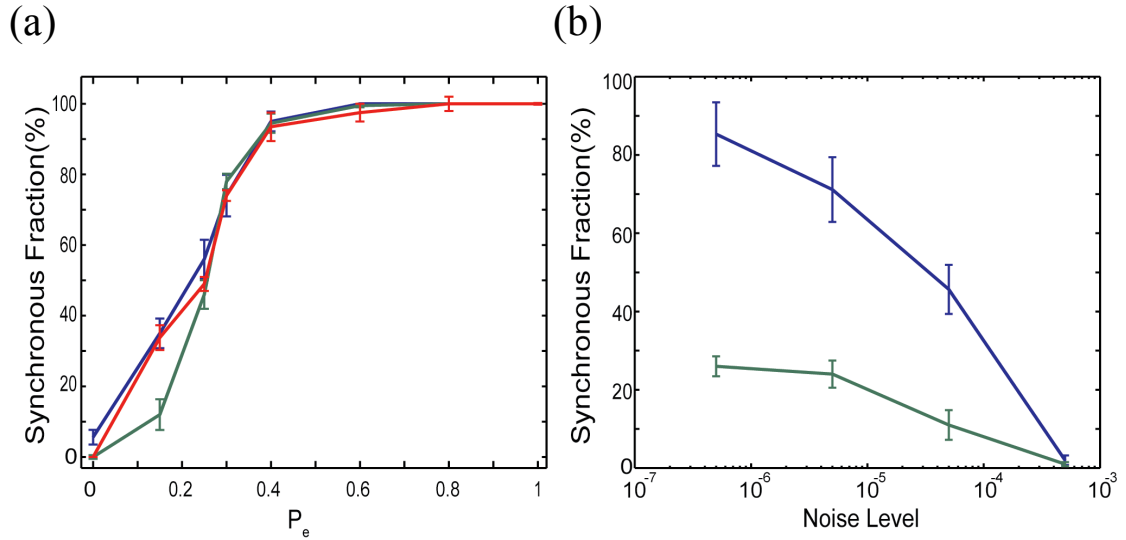 (a)
(b)
Synchronous Fraction(%)
100
80
60
40
20
0
0 0.2 0.4 0.6 0.8 1
Pₑ
Synchronous Fraction(%)
100
80
60
40
20
0
10⁻⁷ 10⁻⁶ 10⁻⁵ 10⁻⁴ 10⁻³
Noise Level